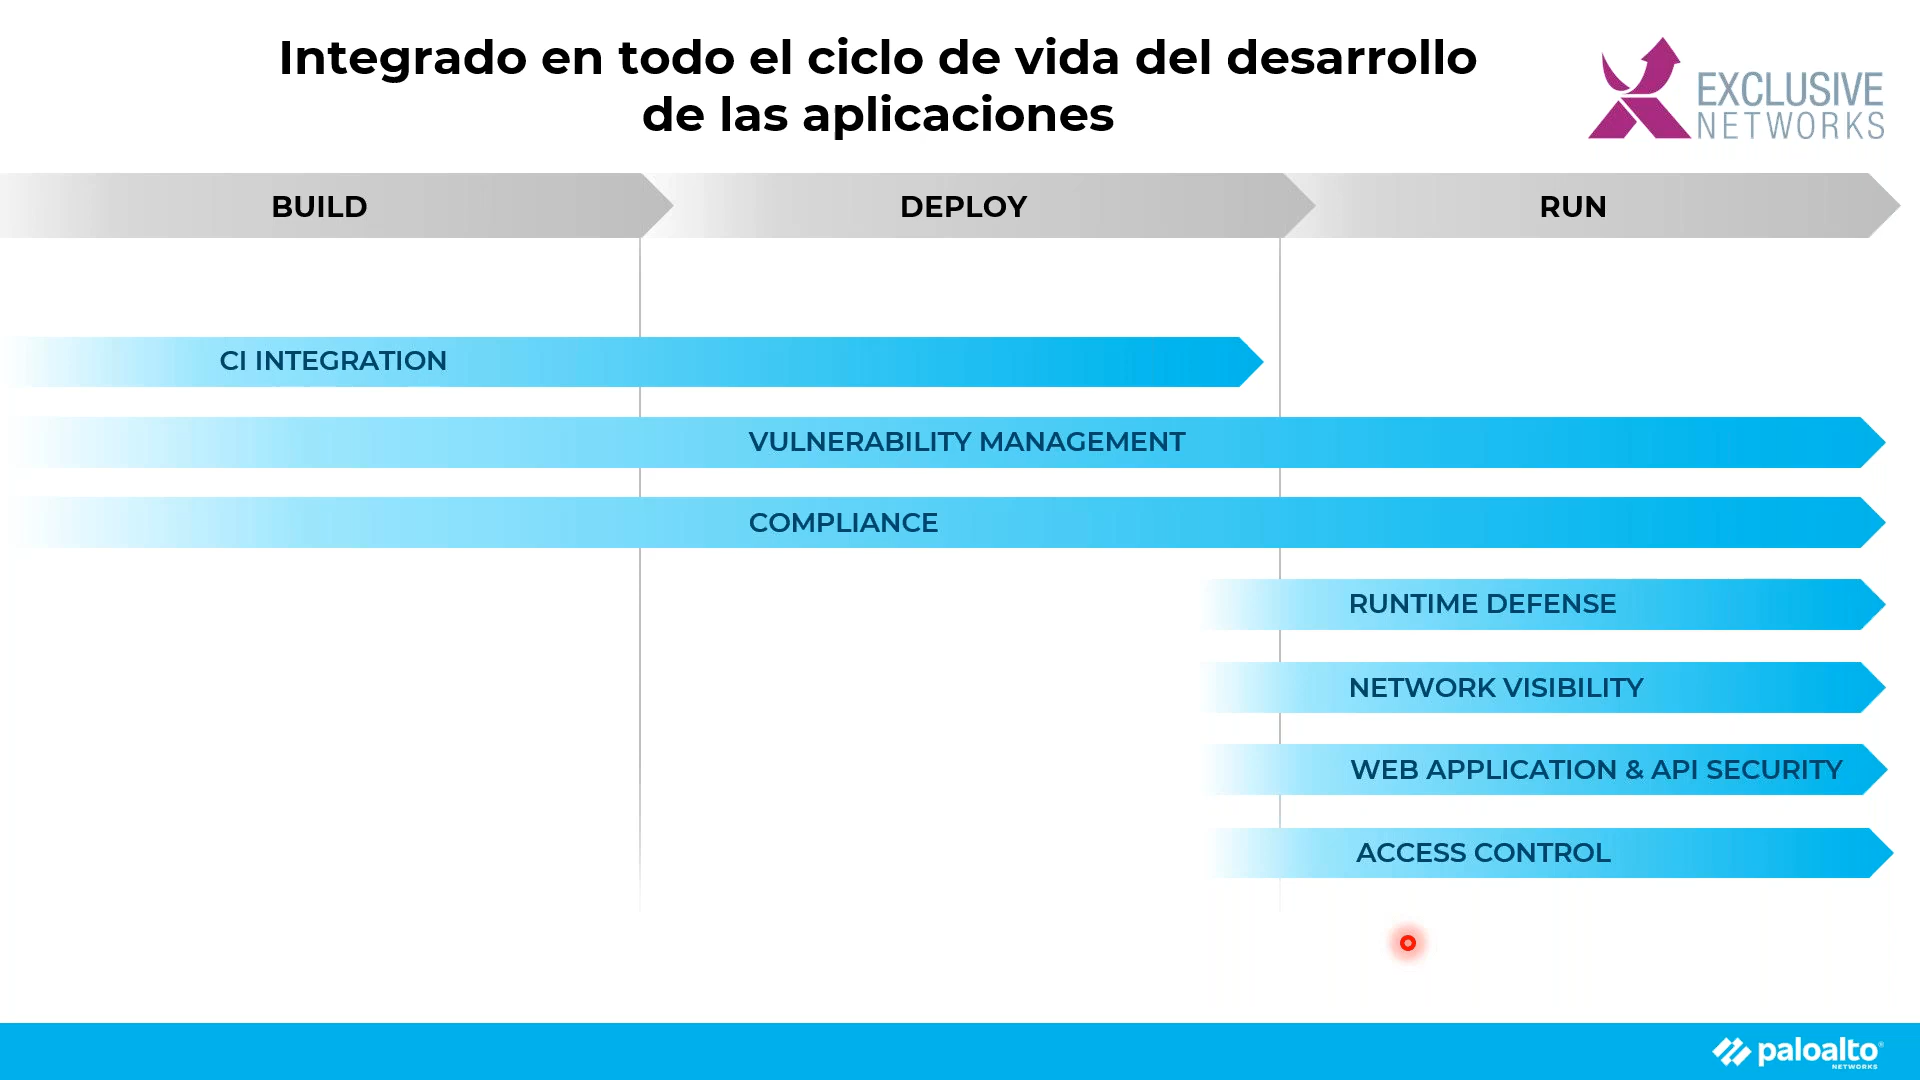 Integrado en todo el ciclo de vida del desarrollo
de las aplicaciones
EXCLUSIVE
NETWORKS
BUILD
DEPLOY
RUN
CI INTEGRATION
VULNERABILITY MANAGEMENT
COMPLIANCE
RUNTIME DEFENSE
NETWORK VISIBILITY
WEB APPLICATION & API SECURITY
ACCESS CONTROL
paloalto®
NETWORKS